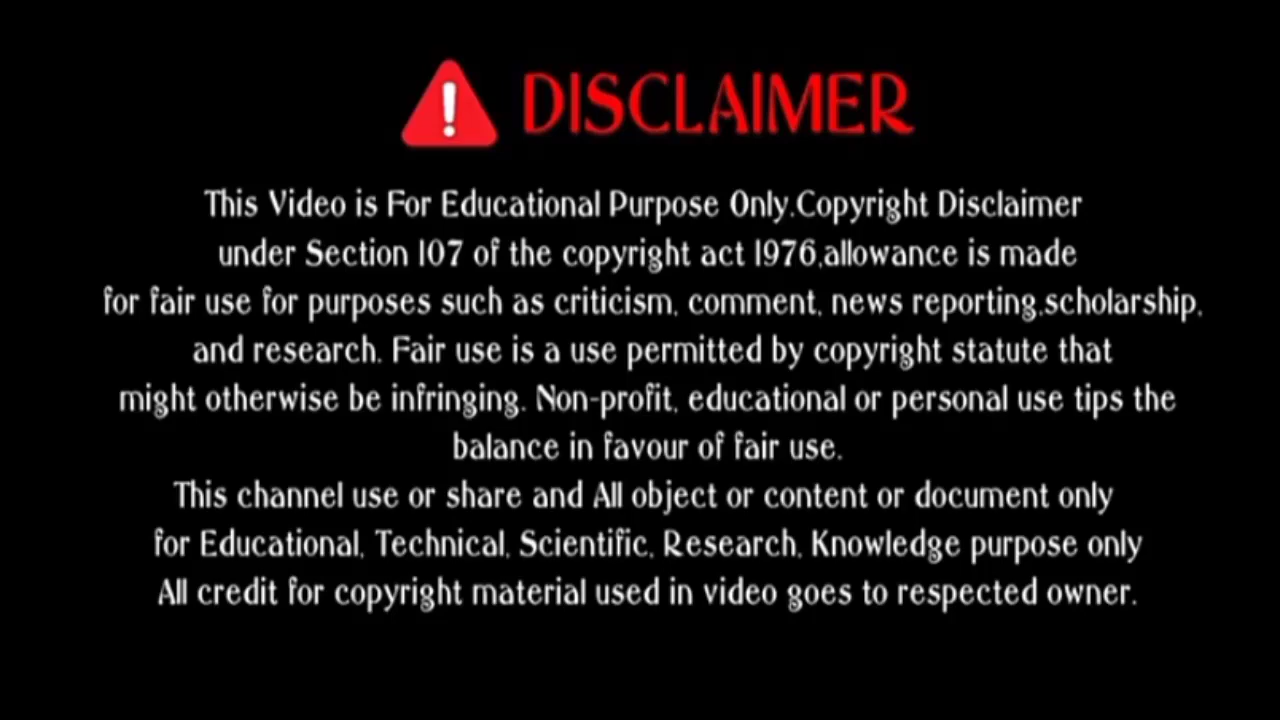 DISCLAIMER
This Video is For Educational Purpose Only.Copyright Disclaimer
under Section 107 of the copyright act 1976,allowance is made
for fair use for purposes such as criticism, comment, news reporting,scholarship,
and research. Fair use is a use permitted by copyright statute that
might otherwise be infringing. Non-profit, educational or personal use tips the
balance in favour of fair use.
This channel use or share and All object or content or document only
for Educational, Technical, Scientific, Research, Knowledge purpose only
All credit for copyright material used in video goes to respected owner.